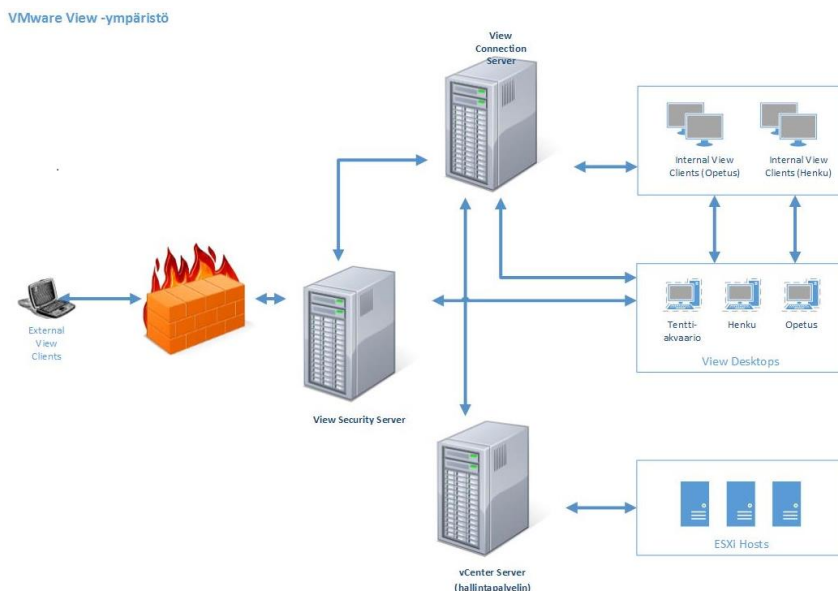 VMware View -ympäristö
View
Connection
Server
Internal View
Clients (Opetus)
Internal View
Clients (Henku)
External
View
Clients
View Security Server
Tentti-
akvaario
Henku
Opetus
View Desktops
vCenter Server
(hallintapalvelin)
ESXi Hosts